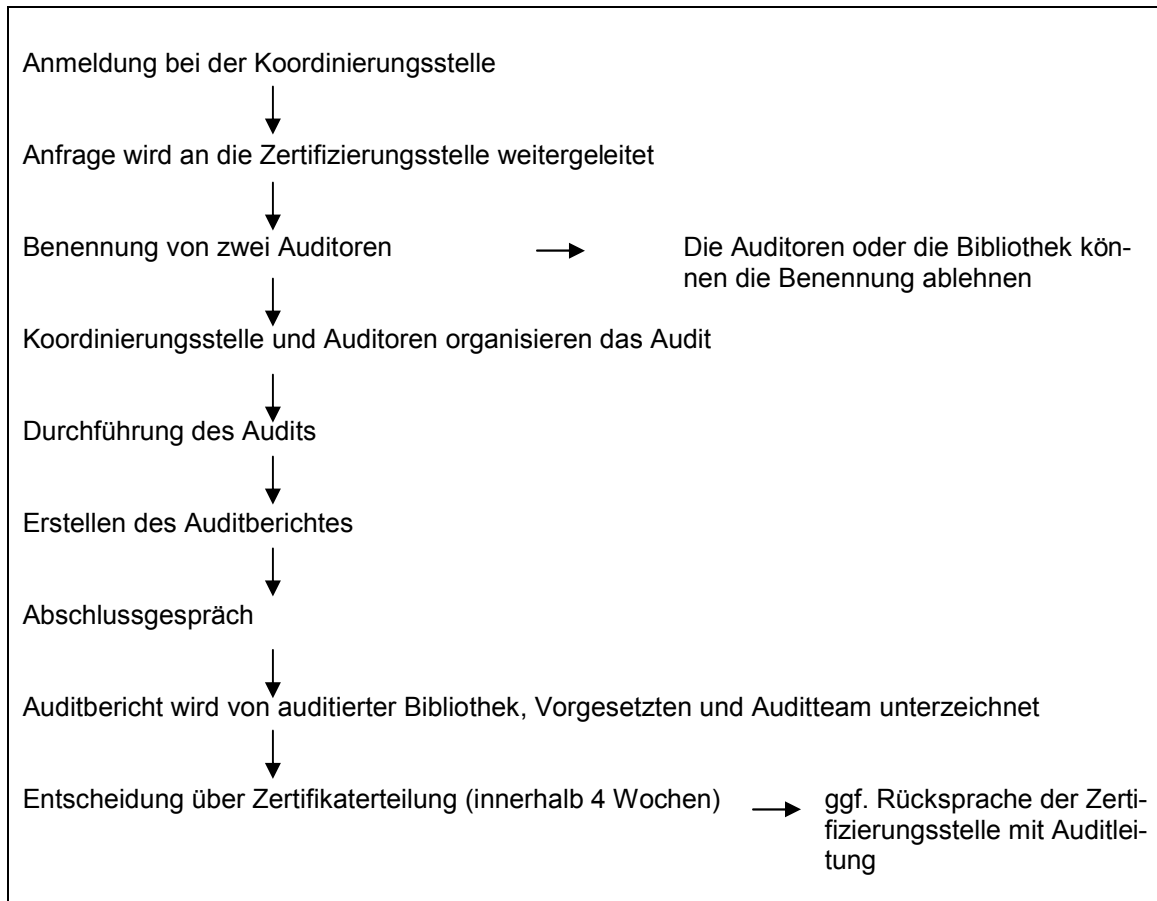 Anmeldung bei der Koordinierungsstelle
Anfrage wird an die Zertifizierungsstelle weitergeleitet
Benennung von zwei Auditoren
Die Auditoren oder die Bibliothek kön-
nen die Benennung ablehnen
Koordinierungsstelle und Auditoren organisieren das Audit
Durchführung des Audits
Erstellen des Auditberichtes
Abschlussgespräch
Auditbericht wird von auditierter Bibliothek, Vorgesetzten und Auditteam unterzeichnet
Entscheidung über Zertifikaterteilung (innerhalb 4 Wochen)
ggf. Rücksprache der Zerti-
fizierungsstelle mit Auditlei-
tung